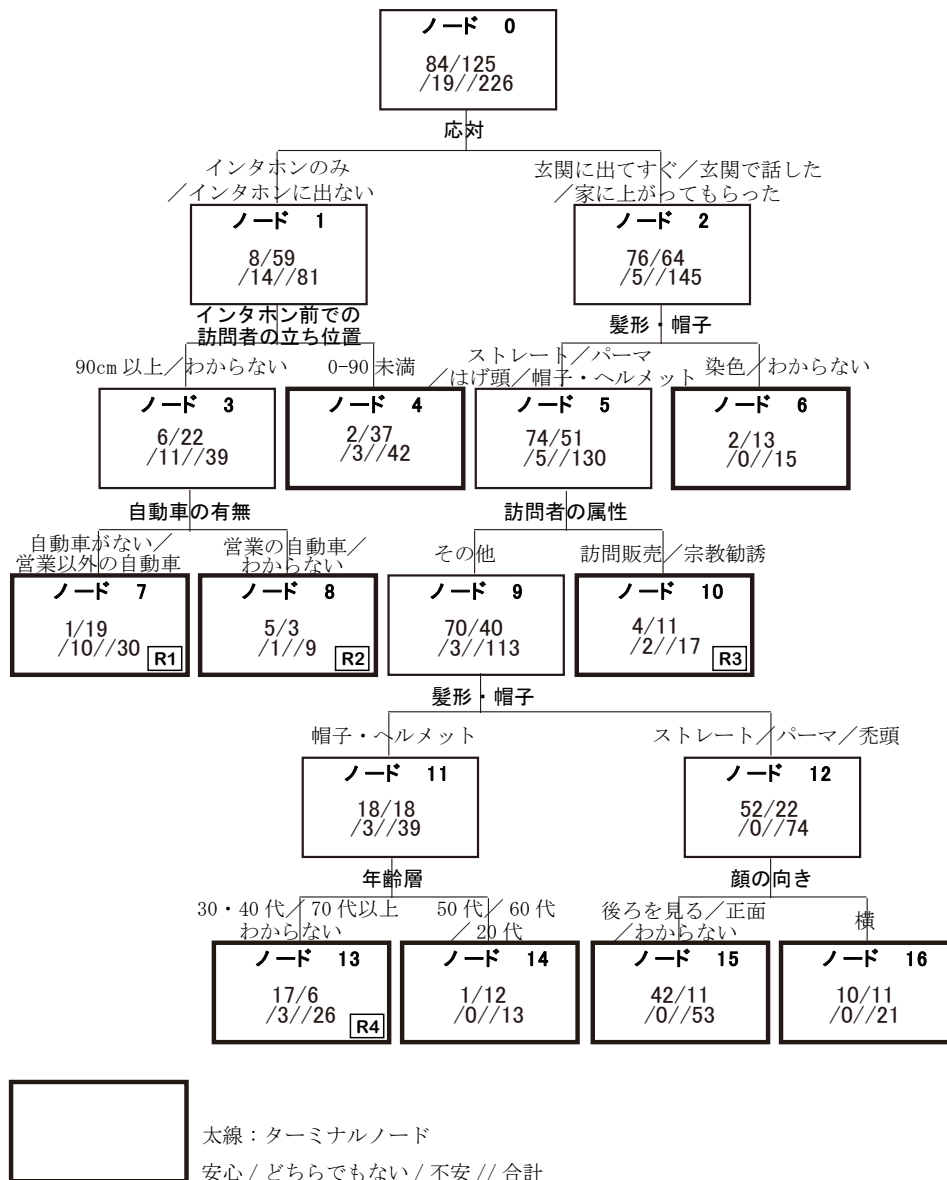 ノード 0
84/125
/19//226
応対
インタホンのみ
／インタホンに出ない
玄関に出てすぐ／玄関で話した
／家に上がってもらった
ノード 1
8/59
/14//81
ノード 2
76/64
/5//145
インタホン前での
訪問者の立ち位置
髪形・帽子
90cm 以上／わからない
0-90 未満
ストレート／パーマ
／はげ頭／帽子・ヘルメット
染色／わからない
ノード 3
6/22
/11//39
ノード 4
2/37
/3//42
ノード 5
74/51
/5//130
ノード 6
2/13
/0//15
自動車の有無
訪問者の属性
自動車がない／
営業以外の自動車
営業の自動車／
わからない
その他
訪問販売／宗教勧誘
ノード 7
1/19
/10//30
R1
ノード 8
5/3
/1//9
R2
ノード 9
70/40
/3//113
ノード 10
4/11
/2//17
R3
髪形・帽子
帽子・ヘルメット
ストレート／パーマ／禿頭
ノード 11
18/18
/3//39
ノード 12
52/22
/0//74
年齢層
顔の向き
30・40 代／70 代以上
わからない
50 代／60 代
／20 代
後ろを見る／正面
／わからない
横
ノード 13
17/6
/3//26
R4
ノード 14
1/12
/0//13
ノード 15
42/11
/0//53
ノード 16
10/11
/0//21
太線：ターミナルノード
安心 / どちらでもない / 不安 // 合計